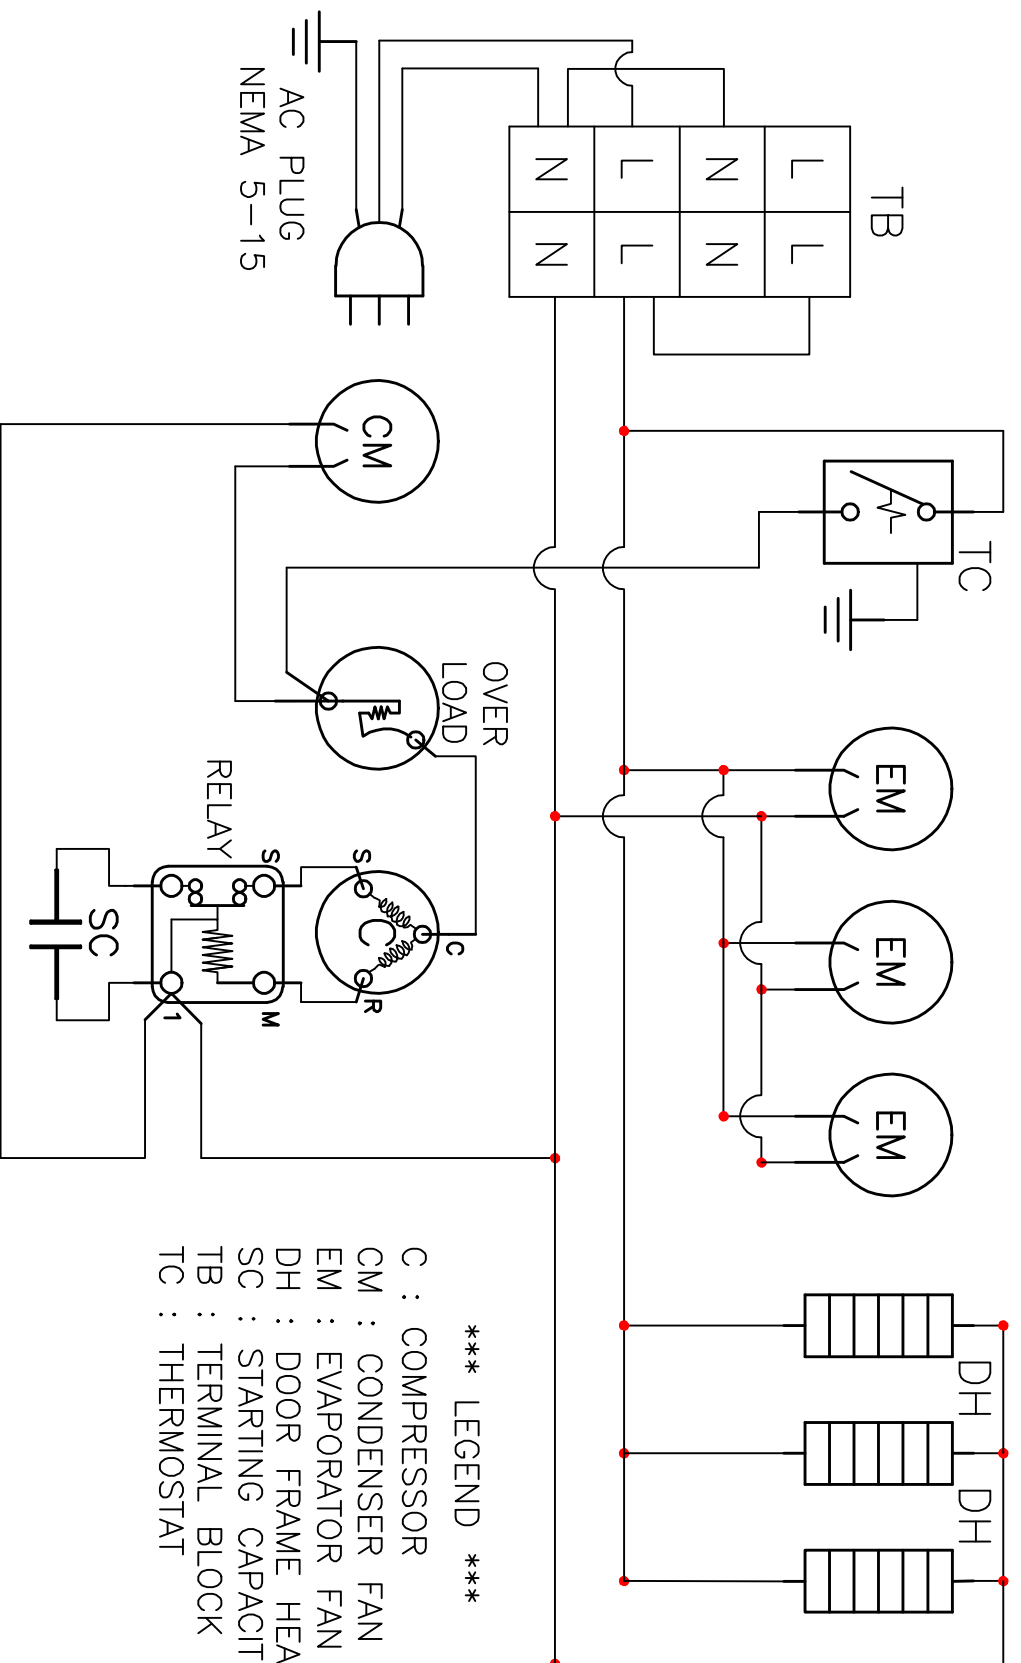 TB
L
L
N
N
L
L
N
N
AC PLUG
NEMA 5-15
TC
CM
OVER
LOAD
EM
EM
EM
RELAY
S
M
1
SC
S
C
C
R
DH
DH
*** LEGEND ***
C : COMPRESSOR
CM : CONDENSER FAN
EM : EVAPORATOR FAN
DH : DOOR FRAME HEA
SC : STARTING CAPACIT
TB : TERMINAL BLOCK
TC : THERMOSTAT